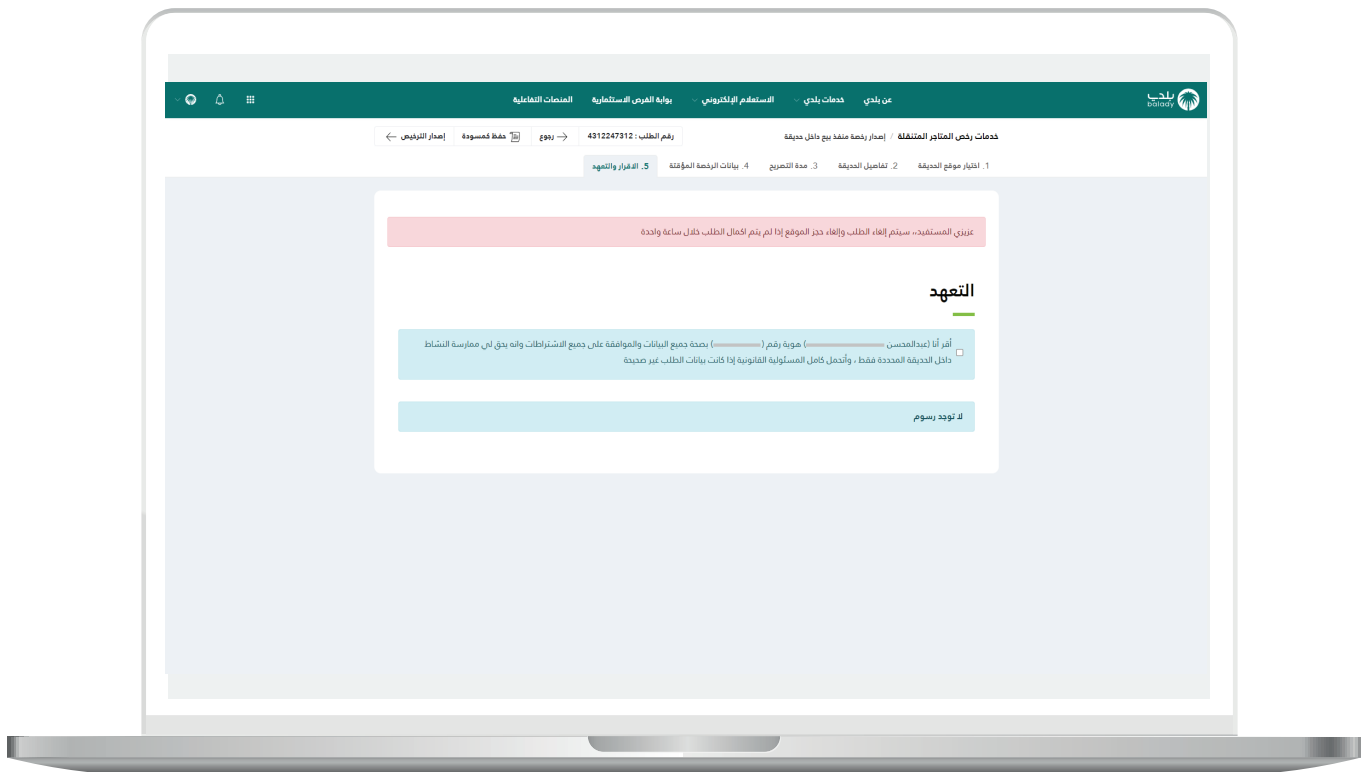 بلدي
balady
عن بلدي
خدمات بلدي
الاستعلام الإلكتروني
بوابة الفرص الاستثمارية
المنصات التفاعلية
خدمات رخص المتاجر المتنقلة / إصدار رخصة منفذ بيع داخل حديقة
رقم الطلب : 4312247312
رجوع
حفظ كمسودة
إصدار الترخيص
1. اختيار موقع الحديقة
2. تفاصيل الحديقة
3. مدة التصريح
4. بيانات الرخصة المؤقتة
5. الاقرار والتعهد
عزيزي المستفيد،، سيتم إلغاء الطلب وإلغاء حجز الموقع إذا لم يتم اكمال الطلب خلال ساعة واحدة
التعهد
أقر أنا (عبدالمحسن) هوية رقم () بصحة جميع البيانات والموافقة على جميع الاشتراطات وانه يحق لي ممارسة النشاط
داخل الحديقة المحددة فقط ، وأتحمل كامل المسئولية القانونية إذا كانت بيانات الطلب غير صحيحة
لا توجد رسوم